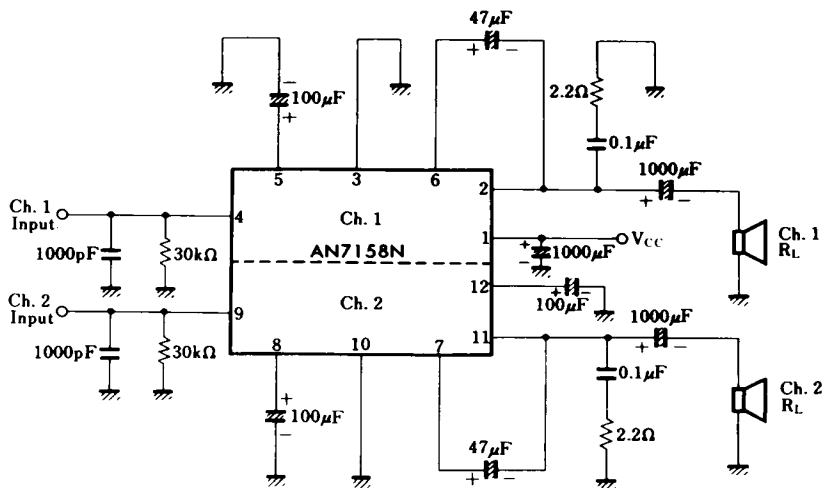 47μF
+ −
−
100μF
+
2.2Ω
0.1μF
1000μF
+ −
5 3 6
2
Ch. 1
Input
4
Ch. 1
1
+
−
1000μF
VCC
Ch. 1
RL
1000pF
30kΩ
AN7158N
Ch. 2
Input
9
Ch. 2
12
+ −
100μF
1000μF
+ −
11
8 10 7
1000pF
30kΩ
+
100μF
−
0.1μF
2.2Ω
Ch. 2
RL
47μF
+ −